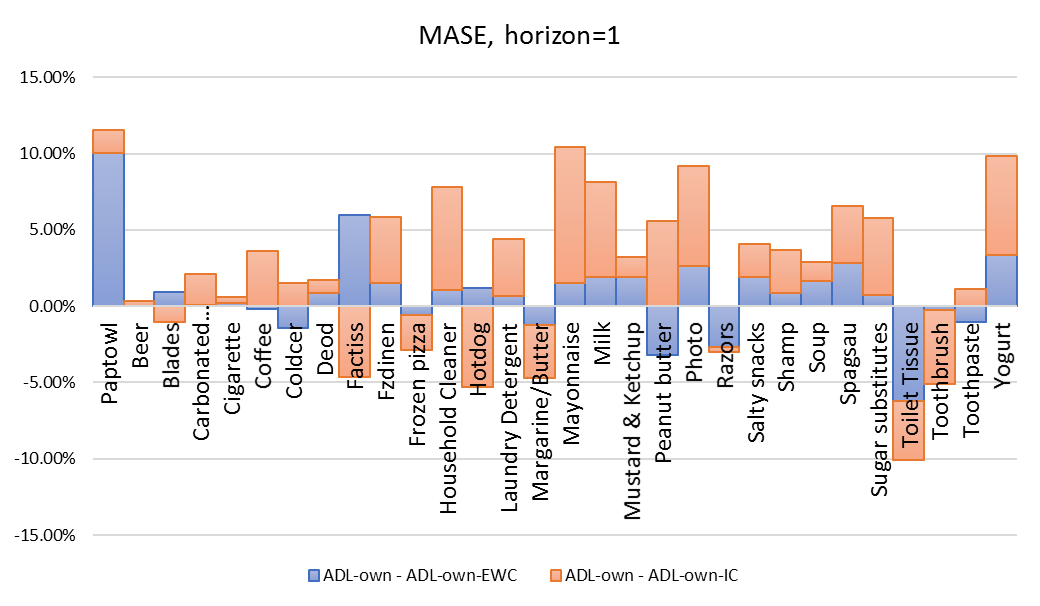 MASE, horizon=1
15.00%
10.00%
5.00%
0.00%
-5.00%
-10.00%
-15.00%
Paptowl
Beer
Blades
Carbonated...
Cigarette
Coffee
Coldcer
Deod
Factiss
Fzdinen
Frozen pizza
Household Cleaner
Hotdog
Laundry Detergent
Margarine/Butter
Mayonnaise
Milk
Mustard & Ketchup
Peanut butter
Photo
Razors
Salty snacks
Shamp
Soup
Spagsau
Sugar substitutes
Toilet Tissue
Toothbrush
Toothpaste
Yogurt
ADL-own - ADL-own-EWC
ADL-own - ADL-own-IC